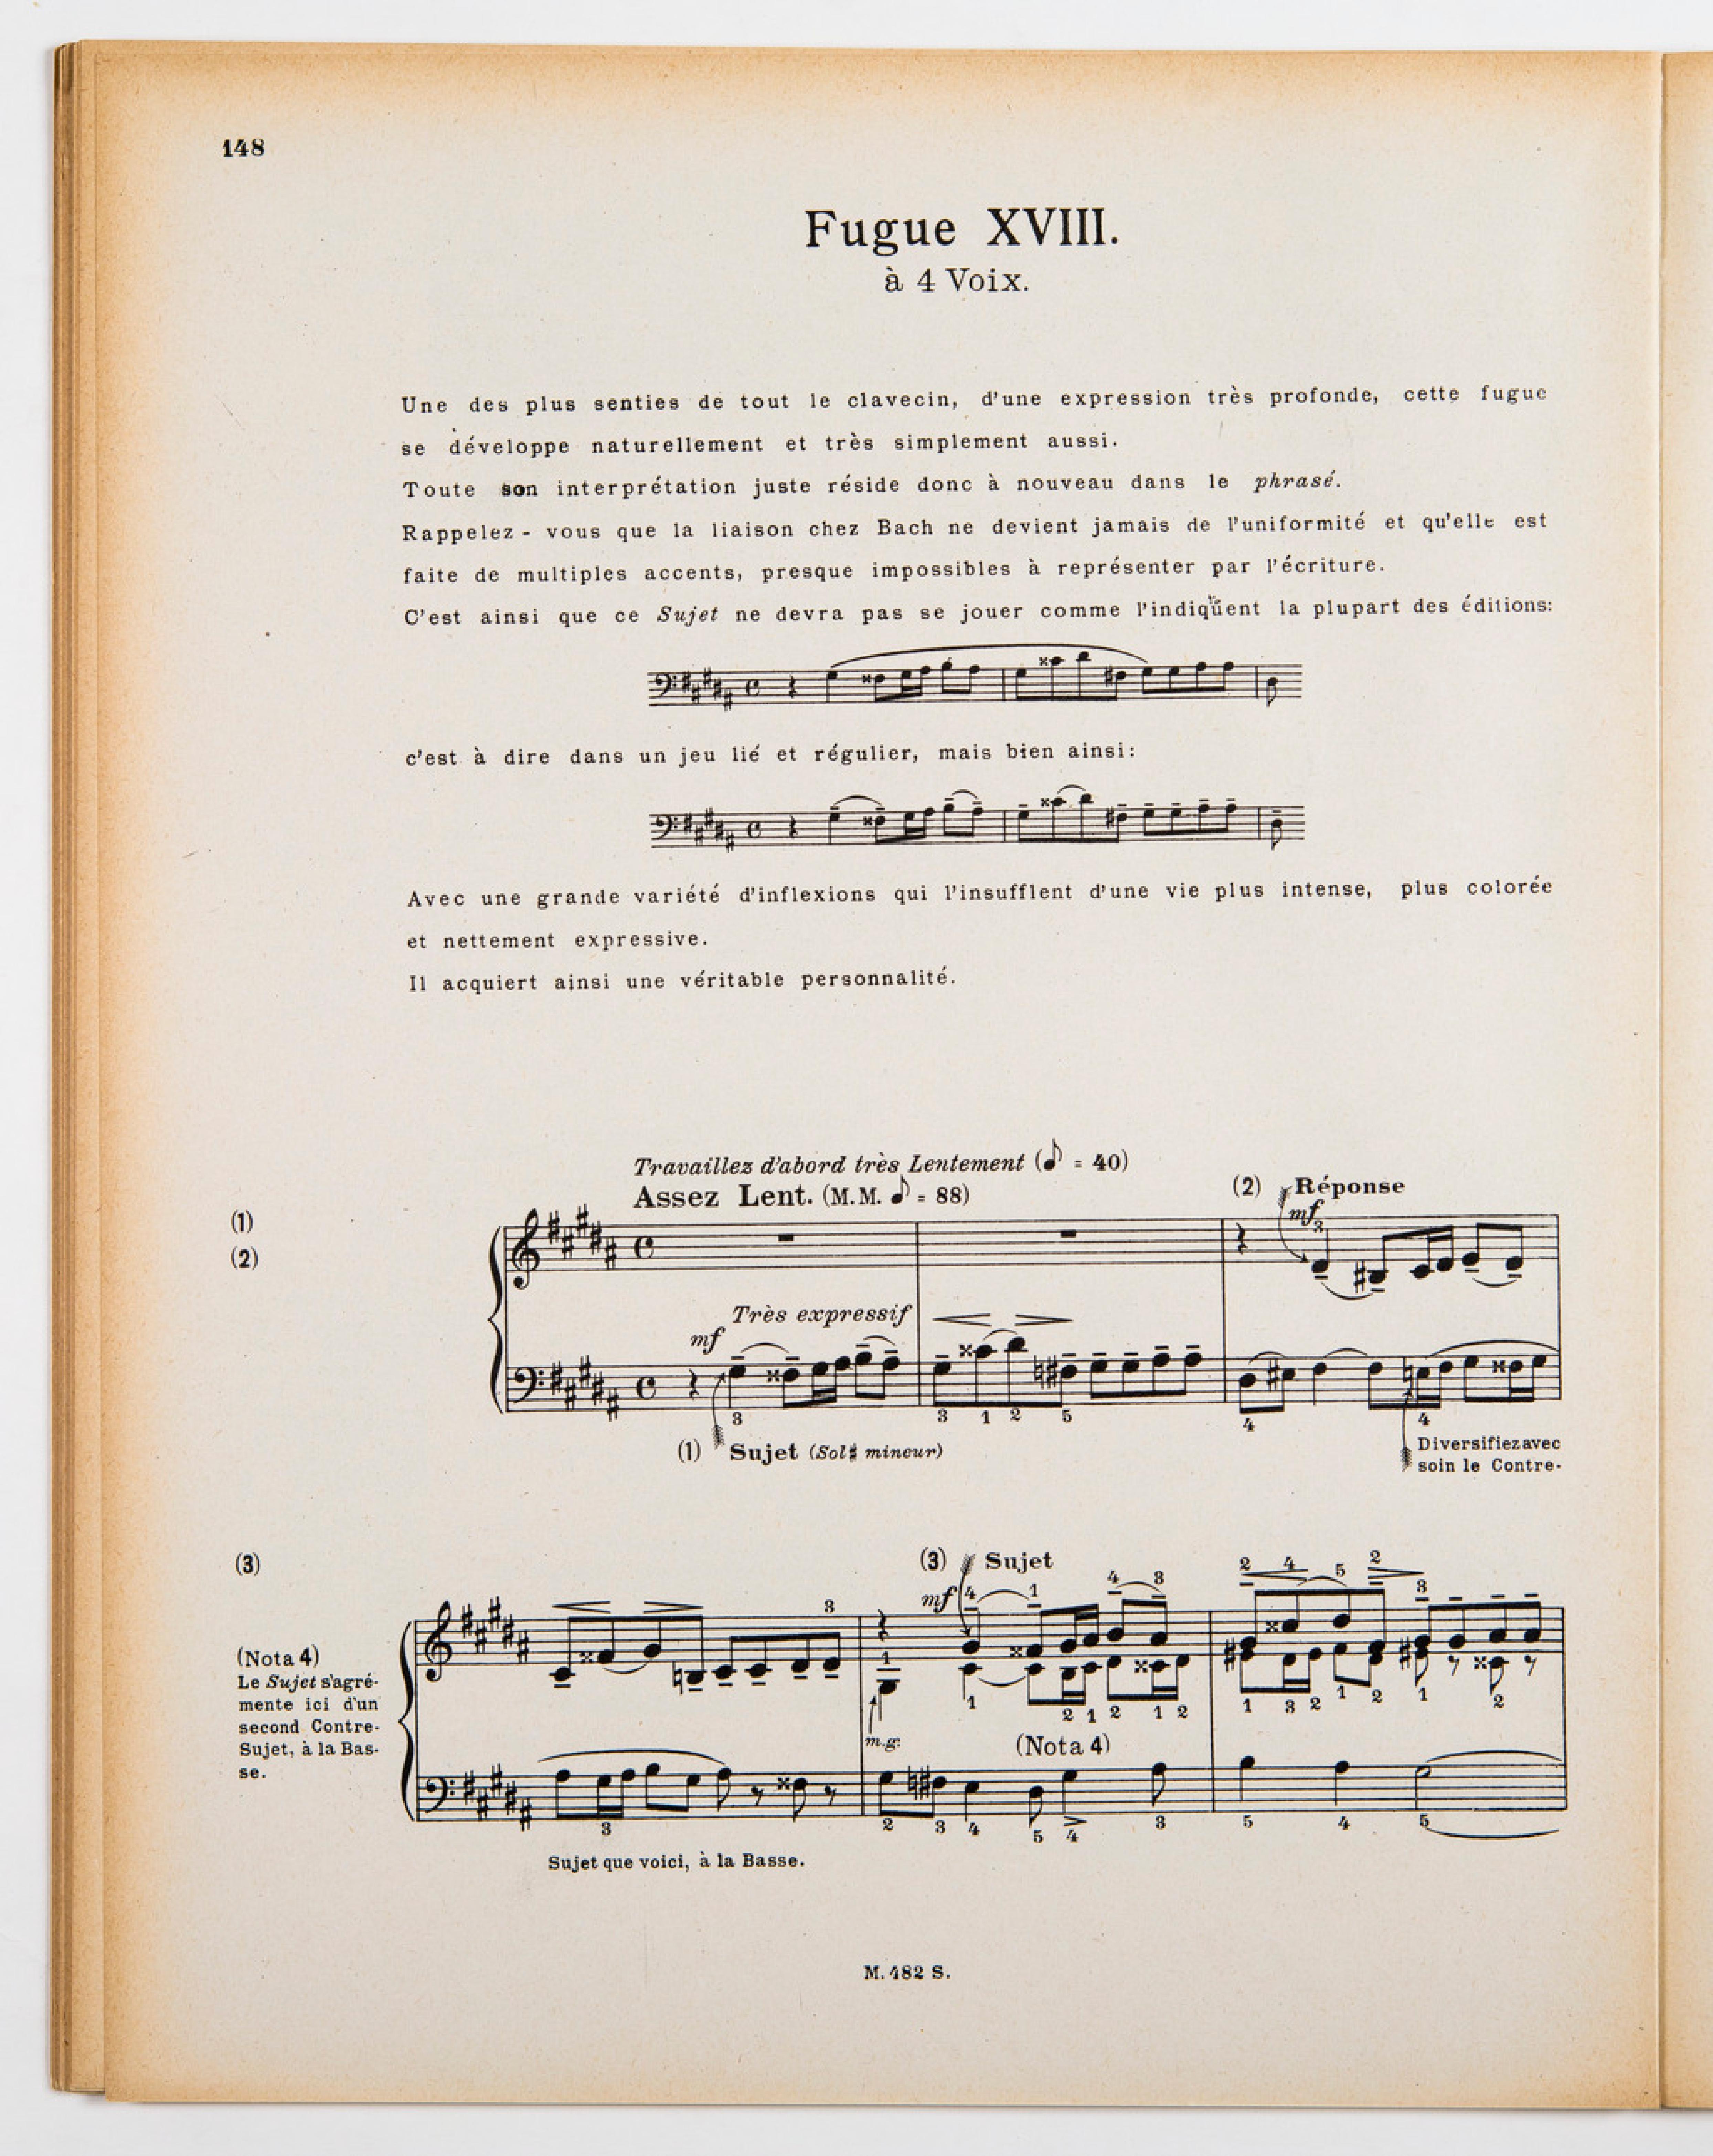 148
Fugue XVIII.
à 4 Voix.
Une des plus senties de tout le clavecin, d'une expression très profonde, cette fugue
se développe naturellement et très simplement aussi.
Toute son interprétation juste réside donc à nouveau dans le phrasé.
Rappelez - vous que la liaison chez Bach ne devient jamais de l'uniformité et qu'elle est
faite de multiples accents, presque impossibles à représenter par l'écriture.
C'est ainsi que ce Sujet ne devra pas se jouer comme l'indiquent la plupart des éditions:
c'est à dire dans un jeu lié et régulier, mais bien ainsi:
Avec une grande variété d'inflexions qui l'insufflent d'une vie plus intense, plus colorée
et nettement expressive.
Il acquiert ainsi une véritable personnalité.
Travaillez d'abord très Lentement (♪ = 40)
Assez Lent. (M.M. ♪ = 88)
(1)
(2)
(2) Réponse
mf
3
Très expressif
mf
3 3 1 2 5 4 4
(1) Sujet (Sol♯ mineur)
Diversifiez avec
soin le Contre-
(3)
(3) Sujet
mf
3 4 1 4 3 2 4 5 2 3
1
1 2 1 2 1 2 1 3 2 1 2 1 2
m.g.
(Nota 4)
(Nota 4)
Le Sujet s'agré-
mente ici d'un
second Contre-
Sujet, à la Bas-
se.
3 2 3 4 5 4 3 5 4 5
Sujet que voici, à la Basse.
M. 482 S.